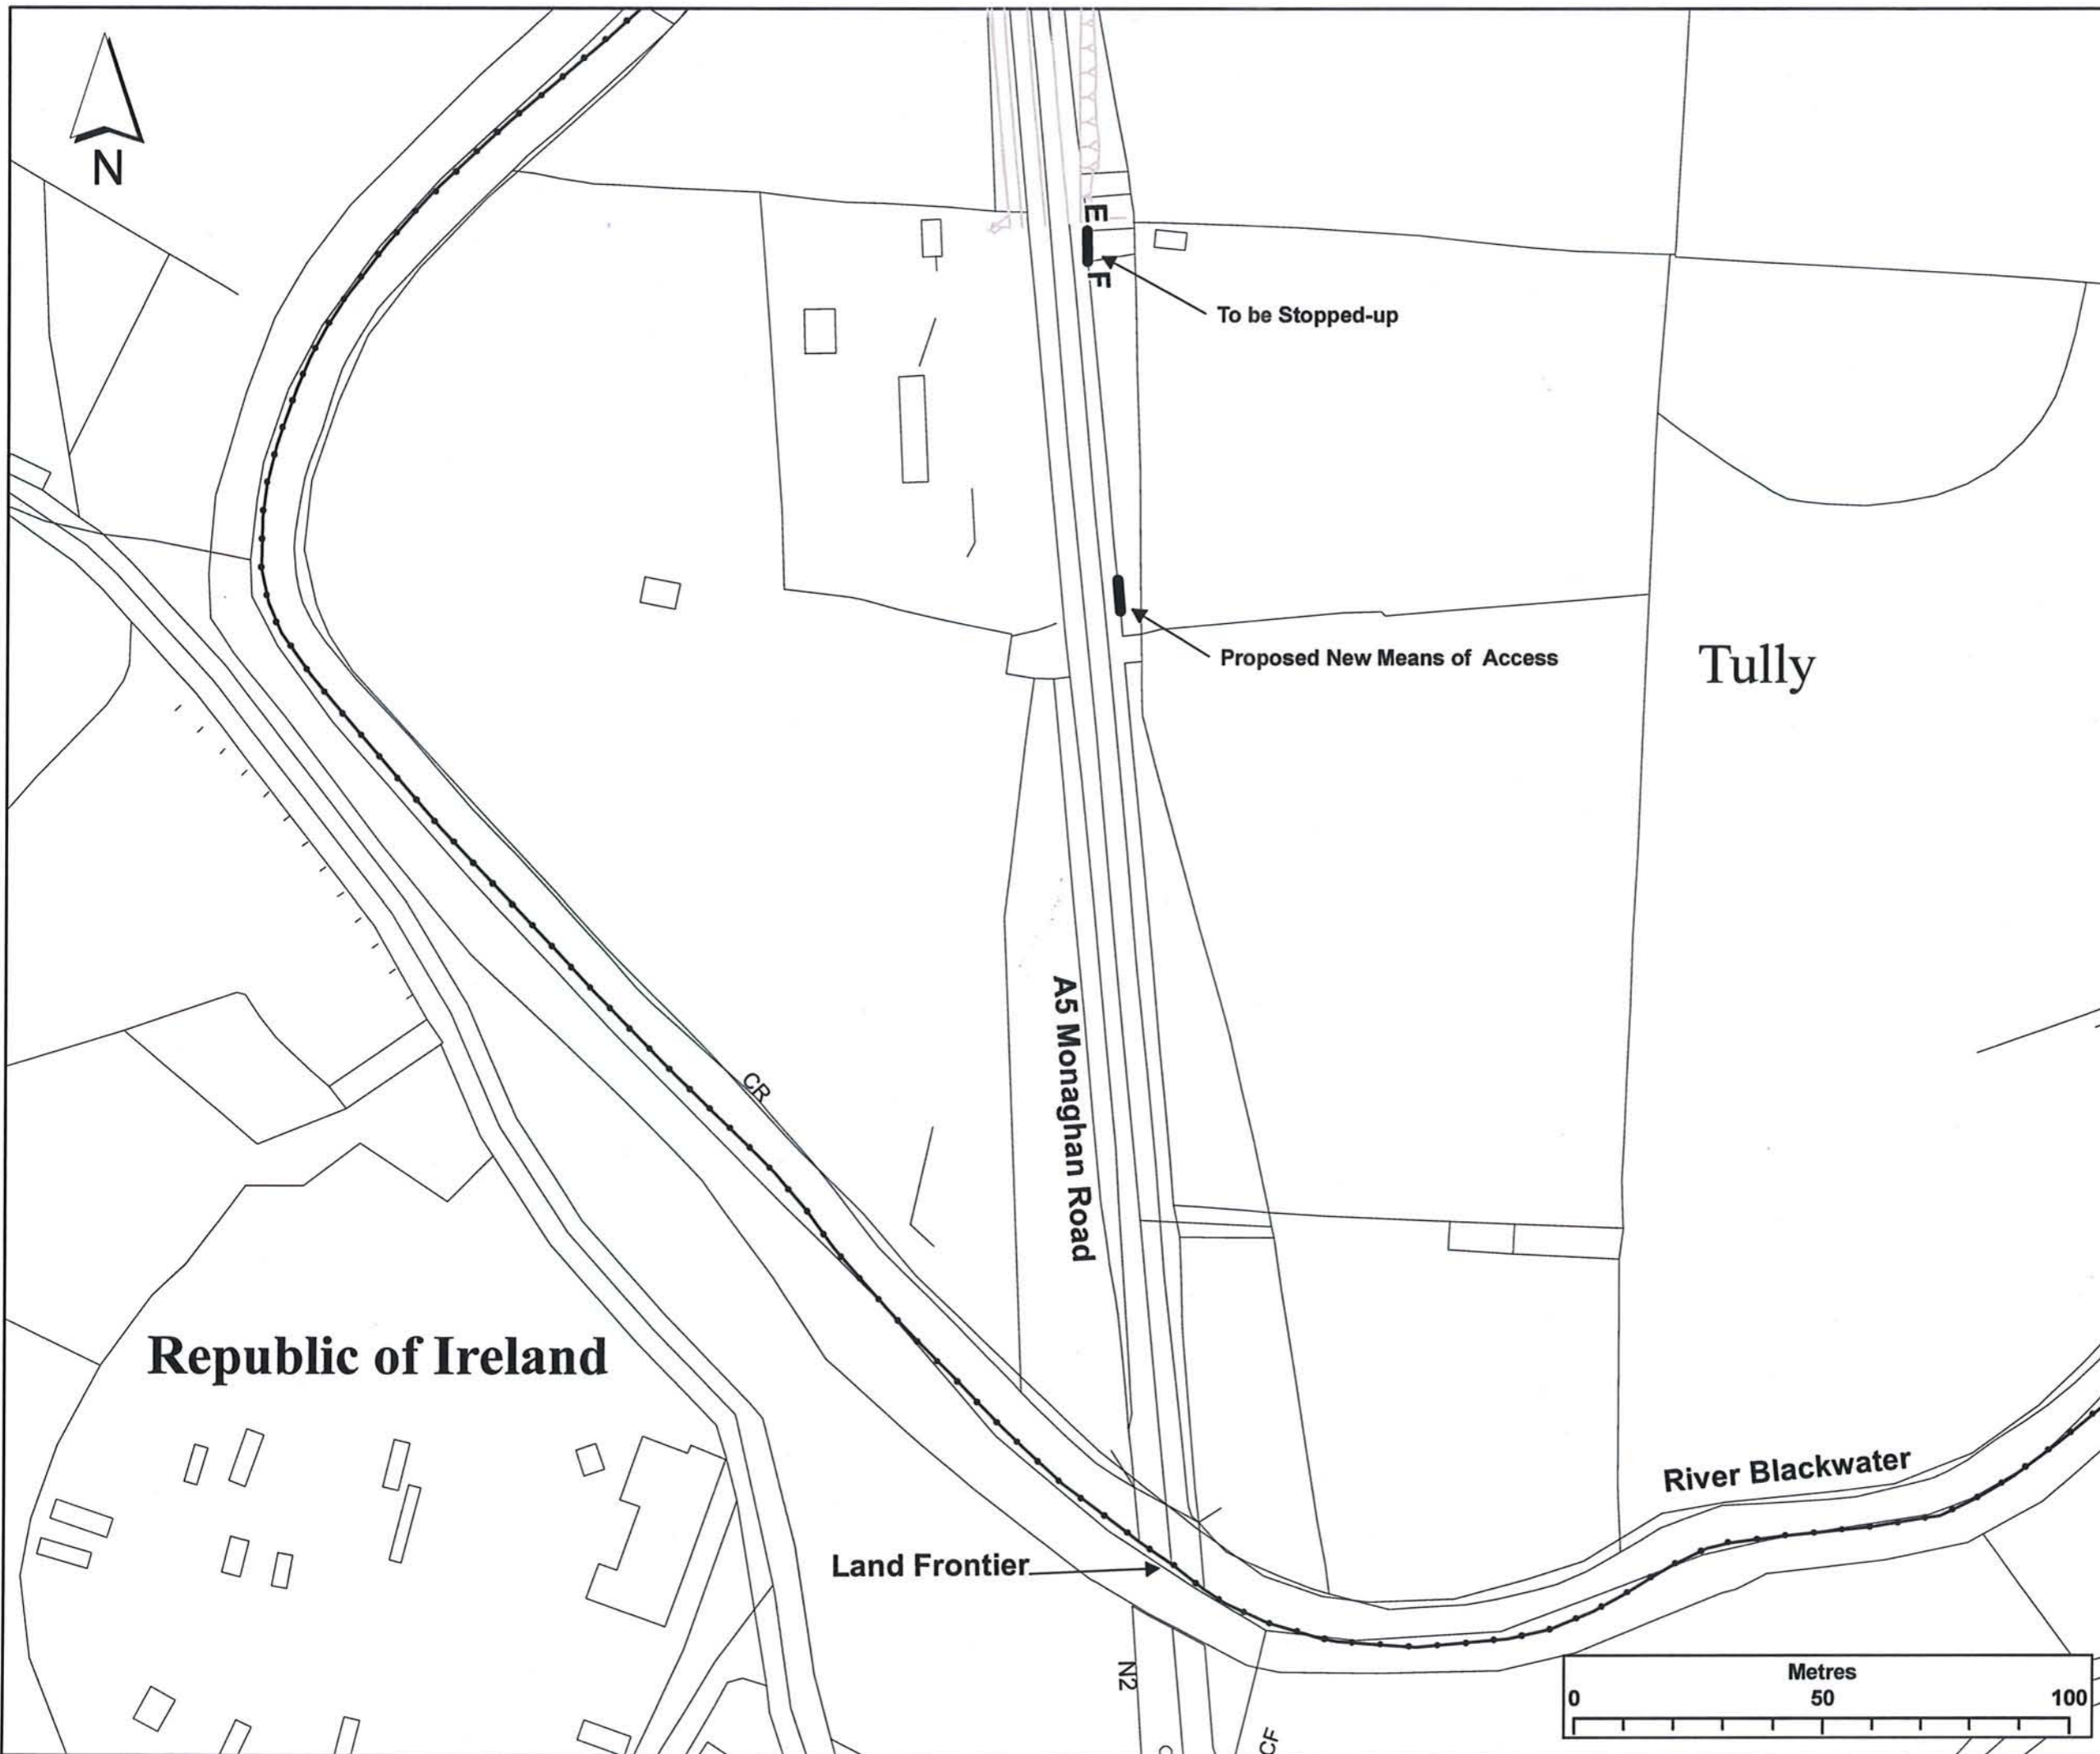 N
E
F
To be Stopped-up
Proposed New Means of Access
Tully
A5 Monaghan Road
CR
Republic of Ireland
River Blackwater
Land Frontier
N2
CF
Metres
0 50 100